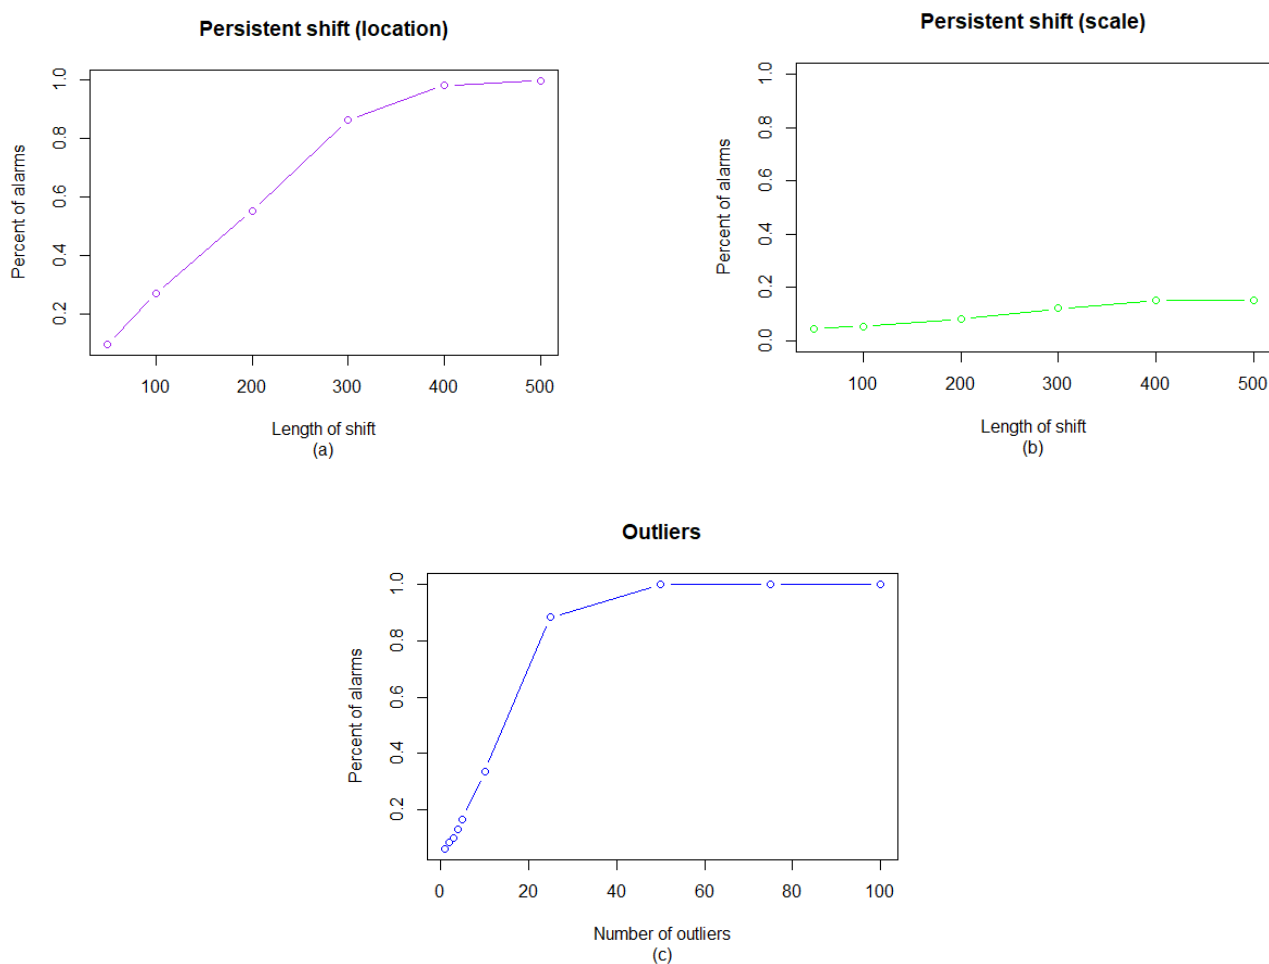 Persistent shift (location)
Percent of alarms
1.0
0.8
0.6
0.4
0.2
100 200 300 400 500
Length of shift
(a)
Persistent shift (scale)
Percent of alarms
1.0
0.8
0.6
0.4
0.2
0.0
100 200 300 400 500
Length of shift
(b)
Outliers
Percent of alarms
1.0
0.8
0.6
0.4
0.2
0 20 40 60 80 100
Number of outliers
(c)